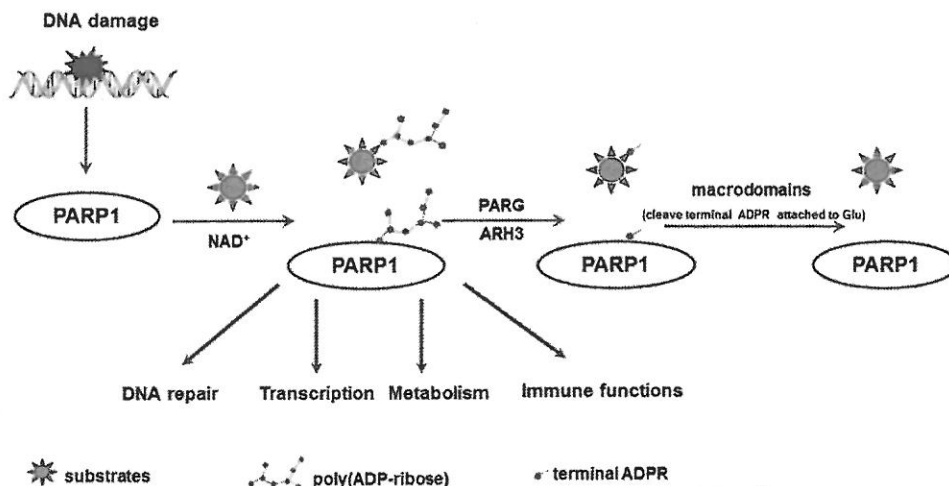 DNA damage
PARP1
NAD⁺
PARP1
PARG
ARH3
PARP1
macrodomains
(cleave terminal ADPR attached to Glu)
PARP1
DNA repair
Transcription
Metabolism
Immune functions
substrates
poly(ADP-ribose)
terminal ADPR